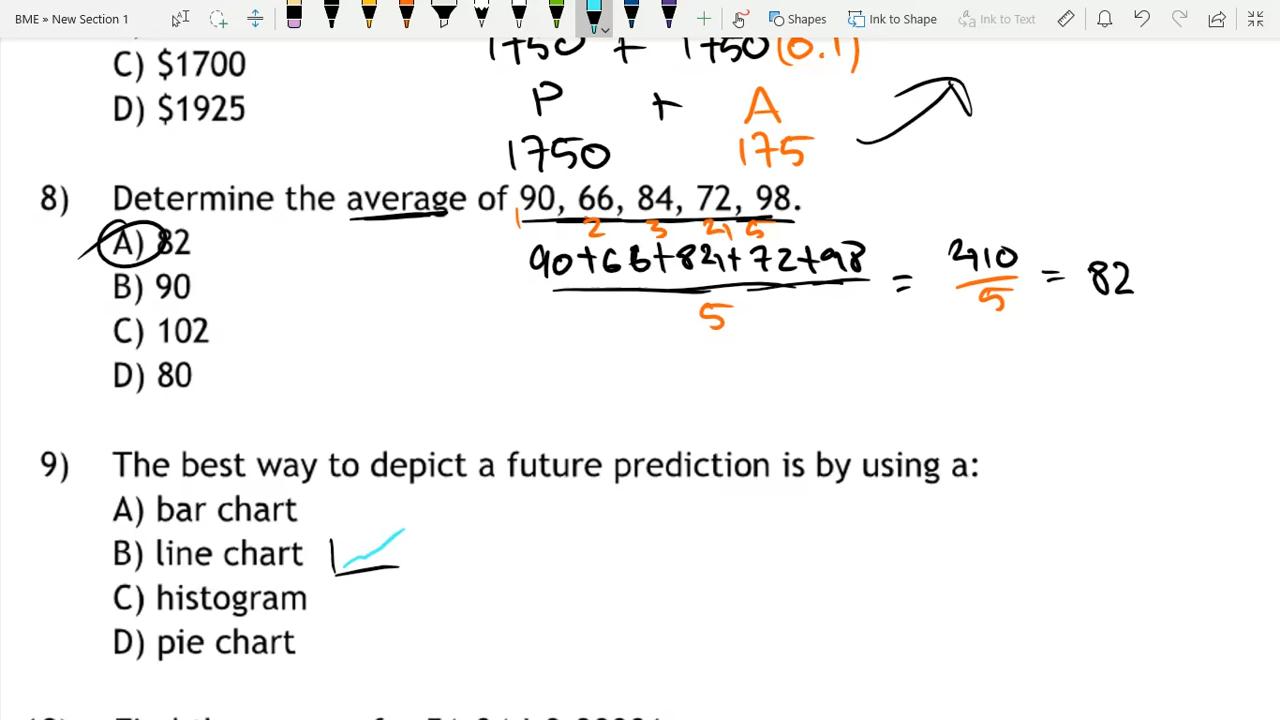 BME » New Section 1
Shapes
Ink to Shape
Ink to Text
1750 + 1750(0.1)
C) $1700
P + A
D) $1925
1750 175
8) Determine the average of 90, 66, 84, 72, 98.
1 2 3 4 5
A) 82
90+66+84+72+98 = 410 = 82
5 5
B) 90
C) 102
D) 80
9) The best way to depict a future prediction is by using a:
A) bar chart
B) line chart
C) histogram
D) pie chart